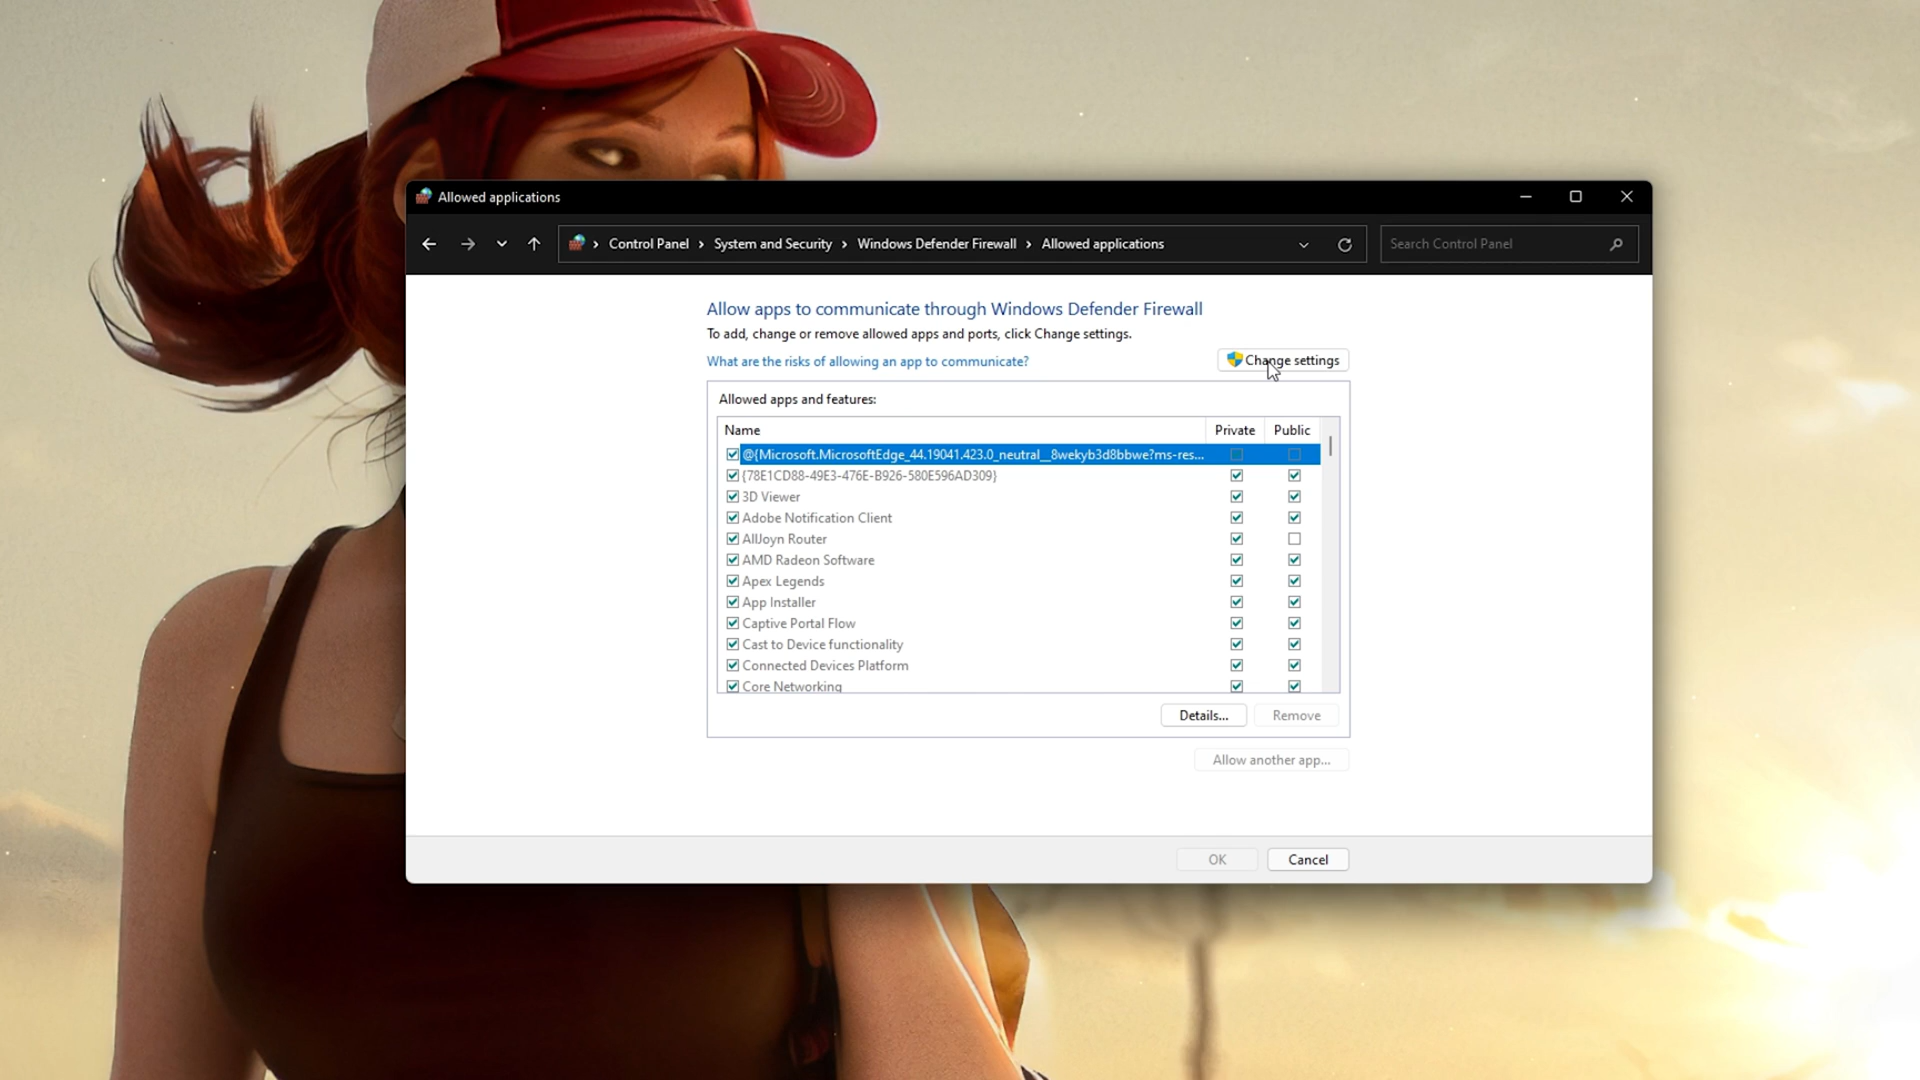 Allowed applications
Control Panel > System and Security > Windows Defender Firewall > Allowed applications
Search Control Panel
Allow apps to communicate through Windows Defender Firewall
To add, change or remove allowed apps and ports, click Change settings.
What are the risks of allowing an app to communicate?
Change settings
Allowed apps and features:
Name Private Public
@{Microsoft.MicrosoftEdge_44.19041.423.0_neutral__8wekyb3d8bbwe?ms-res...
{78E1CD88-49E3-476E-B926-580E596AD309}
3D Viewer
Adobe Notification Client
AllJoyn Router
AMD Radeon Software
Apex Legends
App Installer
Captive Portal Flow
Cast to Device functionality
Connected Devices Platform
Core Networking
Details... Remove
Allow another app...
OK Cancel